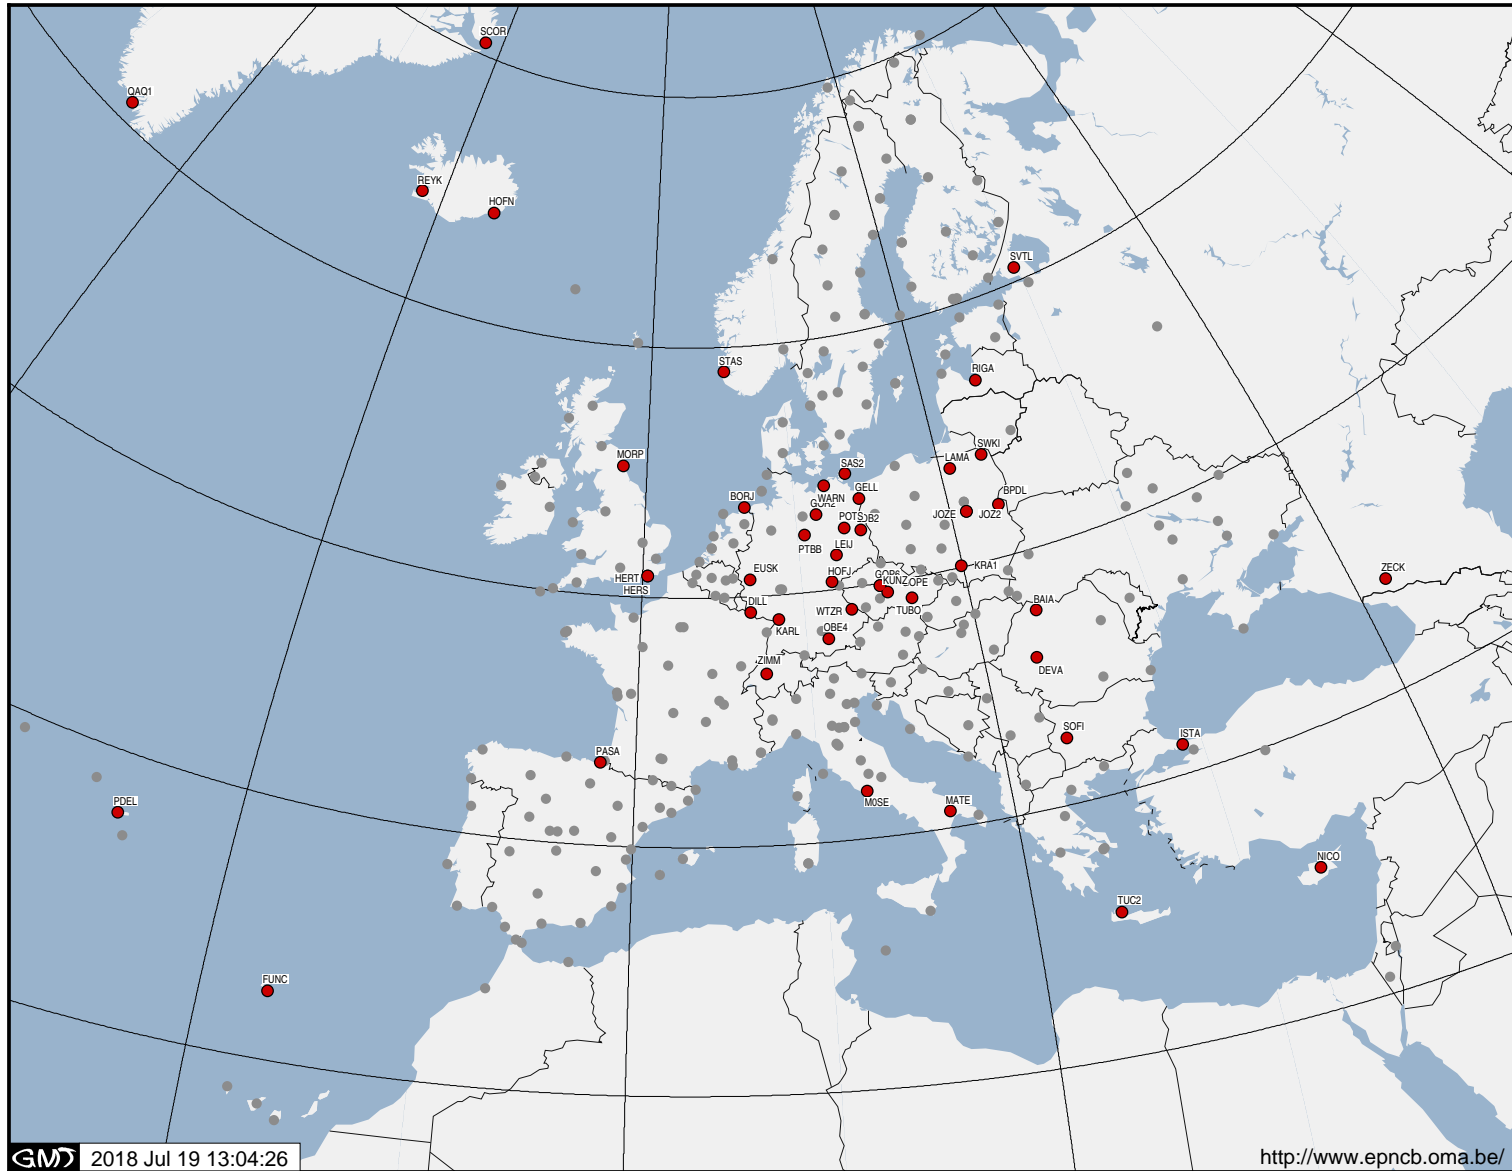 SCOR
QAQ1
REYK
HOFN
SVTL
STAS
RIGA
MORP
SWKI
LAMA
SAS2
BORJ
WARN
GELL
BPDL
POTS
JOZE
JOZ2
PTBB
LEIJ
KRA1
HERT
HERS
EUSK
HOFJ
KUNZ
ZECK
DILL
WTZR
TUBO
BAIA
KARL
OBE4
ZIMM
DEVA
SOFI
ISTA
PASA
PDEL
M0SE
MATE
NICO
TUC2
FUNC
GMT
2018 Jul 19 13:04:26
http://www.epncb.oma.be/